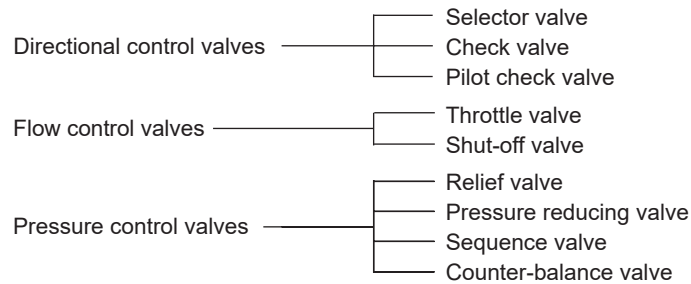 Directional control valves
Selector valve
Check valve
Pilot check valve
Flow control valves
Throttle valve
Shut-off valve
Pressure control valves
Relief valve
Pressure reducing valve
Sequence valve
Counter-balance valve